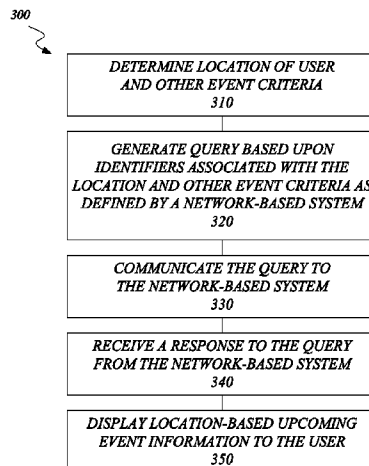 300
DETERMINE LOCATION OF USER
AND OTHER EVENT CRITERIA
310
GENERATE QUERY BASED UPON
IDENTIFIERS ASSOCIATED WITH THE
LOCATION AND OTHER EVENT CRITERIA AS
DEFINED BY A NETWORK-BASED SYSTEM
320
COMMUNICATE THE QUERY TO
THE NETWORK-BASED SYSTEM
330
RECEIVE A RESPONSE TO THE QUERY
FROM THE NETWORK-BASED SYSTEM
340
DISPLAY LOCATION-BASED UPCOMING
EVENT INFORMATION TO THE USER
350